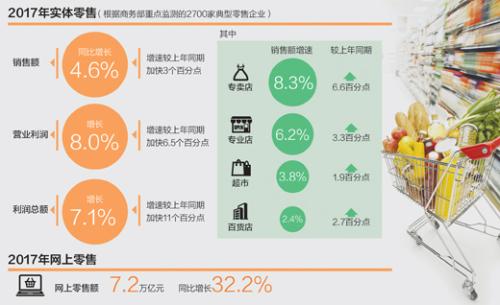 2017年实体零售（根据商务部重点监测的2700家典型零售企业）
销售额
同比增长
4.6%
增速较上年同期
加快3个百分点
营业利润
增长
8.0%
增速较上年同期
加快6.5个百分点
利润总额
增长
7.1%
增速较上年同期
加快11个百分点
其中
销售额增速
较上年同期
专卖店
8.3%
6.6百分点
专业店
6.2%
3.3百分点
超市
3.8%
1.9百分点
百货店
2.4%
2.7百分点
2017年网上零售
网上零售额
7.2万亿元
同比增长32.2%